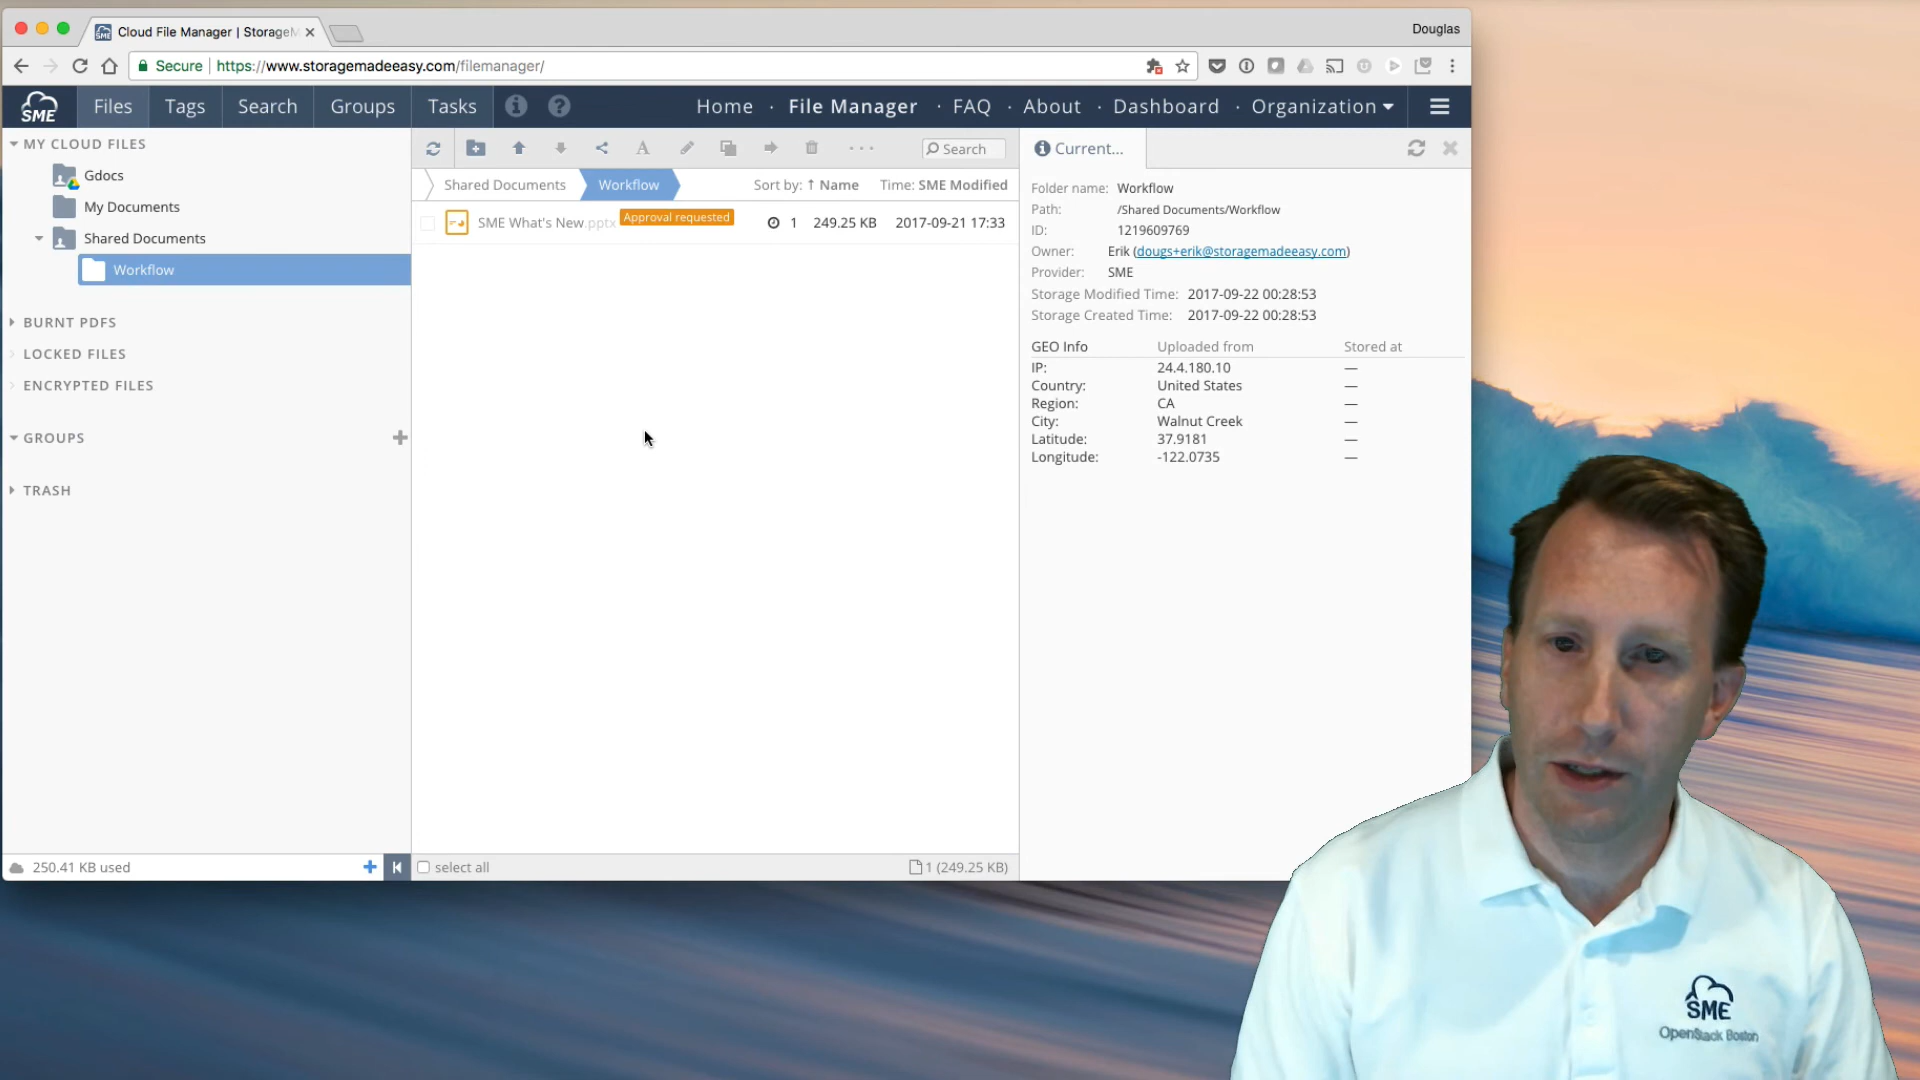 Cloud File Manager | StorageM
Douglas
Secure | https://www.storagemadeeasy.com/filemanager/
SME Files Tags Search Groups Tasks Home · File Manager · FAQ · About · Dashboard · Organization
MY CLOUD FILES
Gdocs
My Documents
Shared Documents
Workflow
BURNT PDFS
LOCKED FILES
ENCRYPTED FILES
GROUPS
TRASH
250.41 KB used
A
Search
Shared Documents Workflow Sort by: ↑ Name Time: SME Modified
SME What's New.pptx Approval requested 1 249.25 KB 2017-09-21 17:33
select all 1 (249.25 KB)
Current...
Folder name: Workflow
Path: /Shared Documents/Workflow
ID: 1219609769
Owner: Erik (dougs+erik@storagemadeeasy.com)
Provider: SME
Storage Modified Time: 2017-09-22 00:28:53
Storage Created Time: 2017-09-22 00:28:53
GEO Info Uploaded from Stored at
IP: 24.4.180.10 —
Country: United States —
Region: CA —
City: Walnut Creek —
Latitude: 37.9181 —
Longitude: -122.0735 —
SME
OpenStack Boston